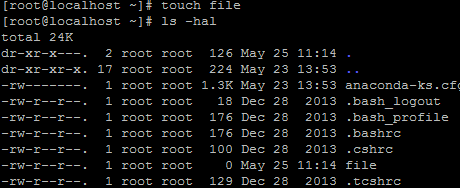 [root@localhost ~]# touch file
[root@localhost ~]# ls -hal
total 24K
dr-xr-x---.  2 root root  126 May 25 11:14 .
dr-xr-xr-x. 17 root root  224 May 23 13:53 ..
-rw-------.  1 root root 1.3K May 23 13:53 anaconda-ks.cfg
-rw-r--r--.  1 root root   18 Dec 28  2013 .bash_logout
-rw-r--r--.  1 root root  176 Dec 28  2013 .bash_profile
-rw-r--r--.  1 root root  176 Dec 28  2013 .bashrc
-rw-r--r--.  1 root root  100 Dec 28  2013 .cshrc
-rw-r--r--.  1 root root    0 May 25 11:14 file
-rw-r--r--.  1 root root  129 Dec 28  2013 .tcshrc